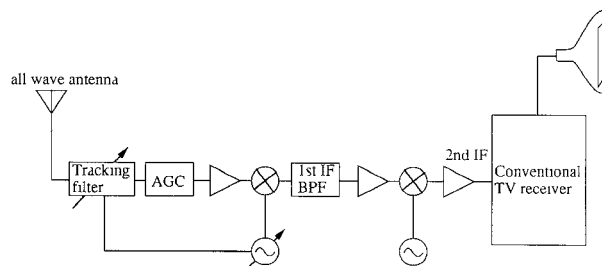 all wave antenna
Tracking
filter
AGC
1st IF
BPF
2nd IF
Conventional
TV receiver